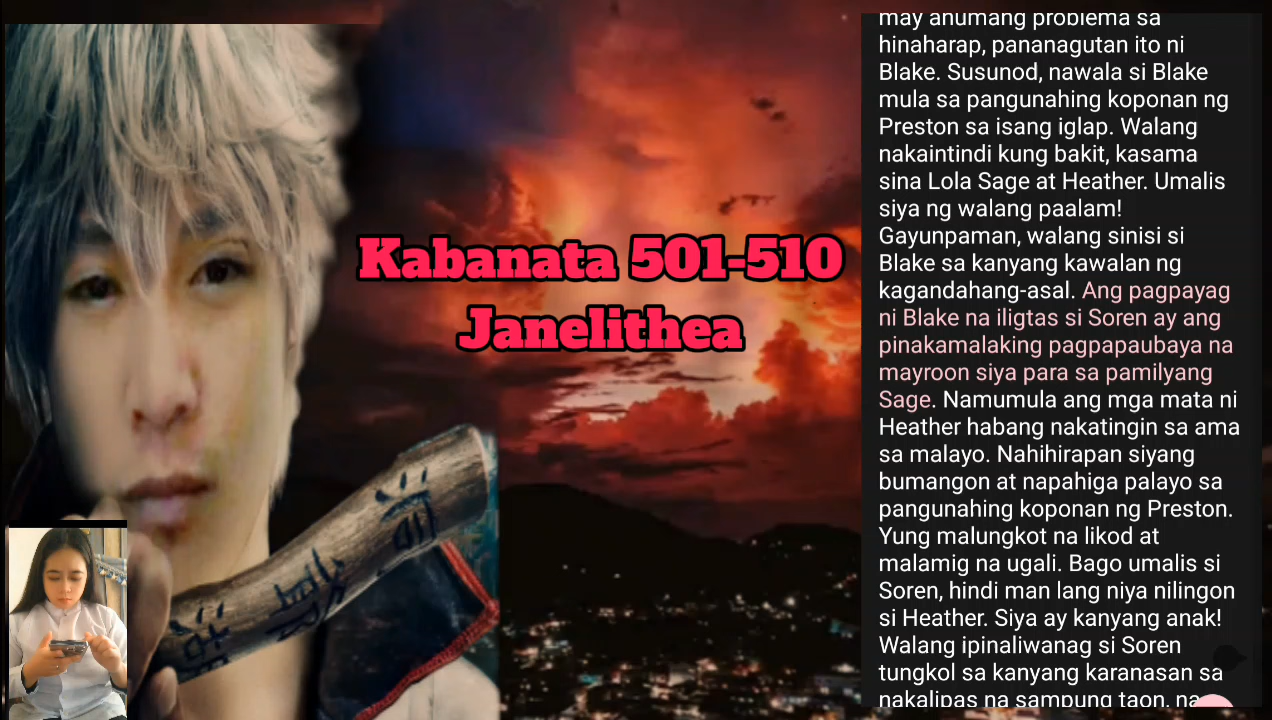 Kabanata 501-510
Janelithea
may anumang problema sa
hinaharap, pananagutan ito ni
Blake. Susunod, nawala si Blake
mula sa pangunahing koponan ng
Preston sa isang iglap. Walang
nakaintindi kung bakit, kasama
sina Lola Sage at Heather. Umalis
siya ng walang paalam!
Gayunpaman, walang sinisi si
Blake sa kanyang kawalan ng
kagandahang-asal. Ang pagpayag
ni Blake na iligtas si Soren ay ang
pinakamalaking pagpapaubaya na
mayroon siya para sa pamilyang
Sage. Namumula ang mga mata ni
Heather habang nakatingin sa ama
sa malayo. Nahihirapan siyang
bumangon at napahiga palayo sa
pangunahing koponan ng Preston.
Yung malungkot na likod at
malamig na ugali. Bago umalis si
Soren, hindi man lang niya nilingon
si Heather. Siya ay kanyang anak!
Walang ipinaliwanag si Soren
tungkol sa kanyang karanasan sa
nakalipas na sampung taon, na